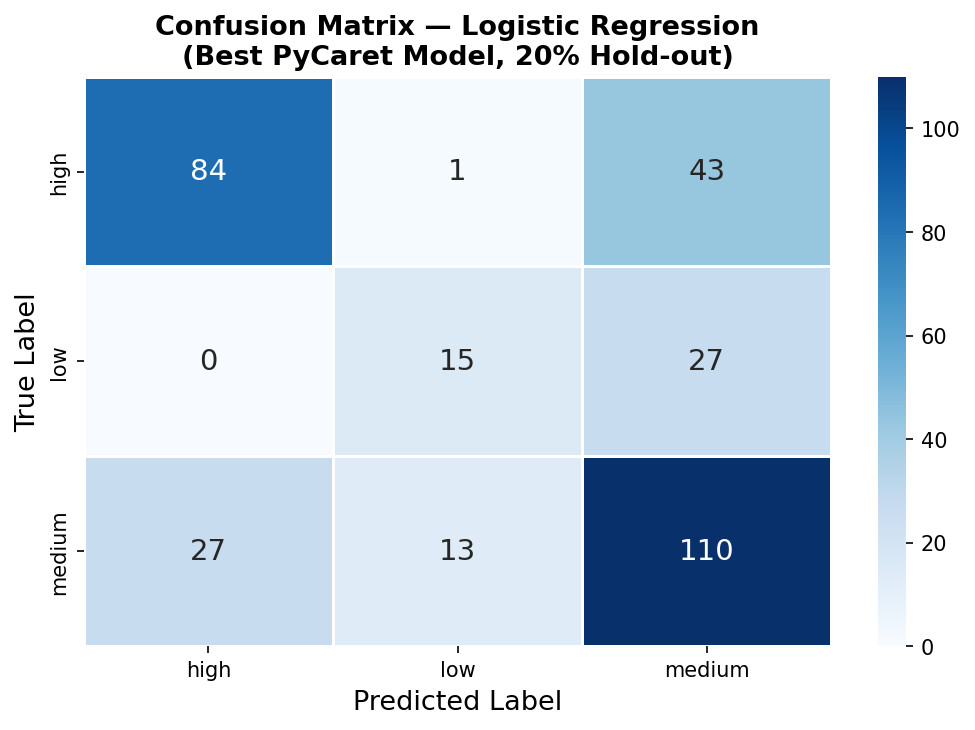 Confusion Matrix — Logistic Regression
(Best PyCaret Model, 20% Hold-out)
True Label
high
84
1
43
low
0
15
27
medium
27
13
110
high
low
medium
Predicted Label
100
80
60
40
20
0